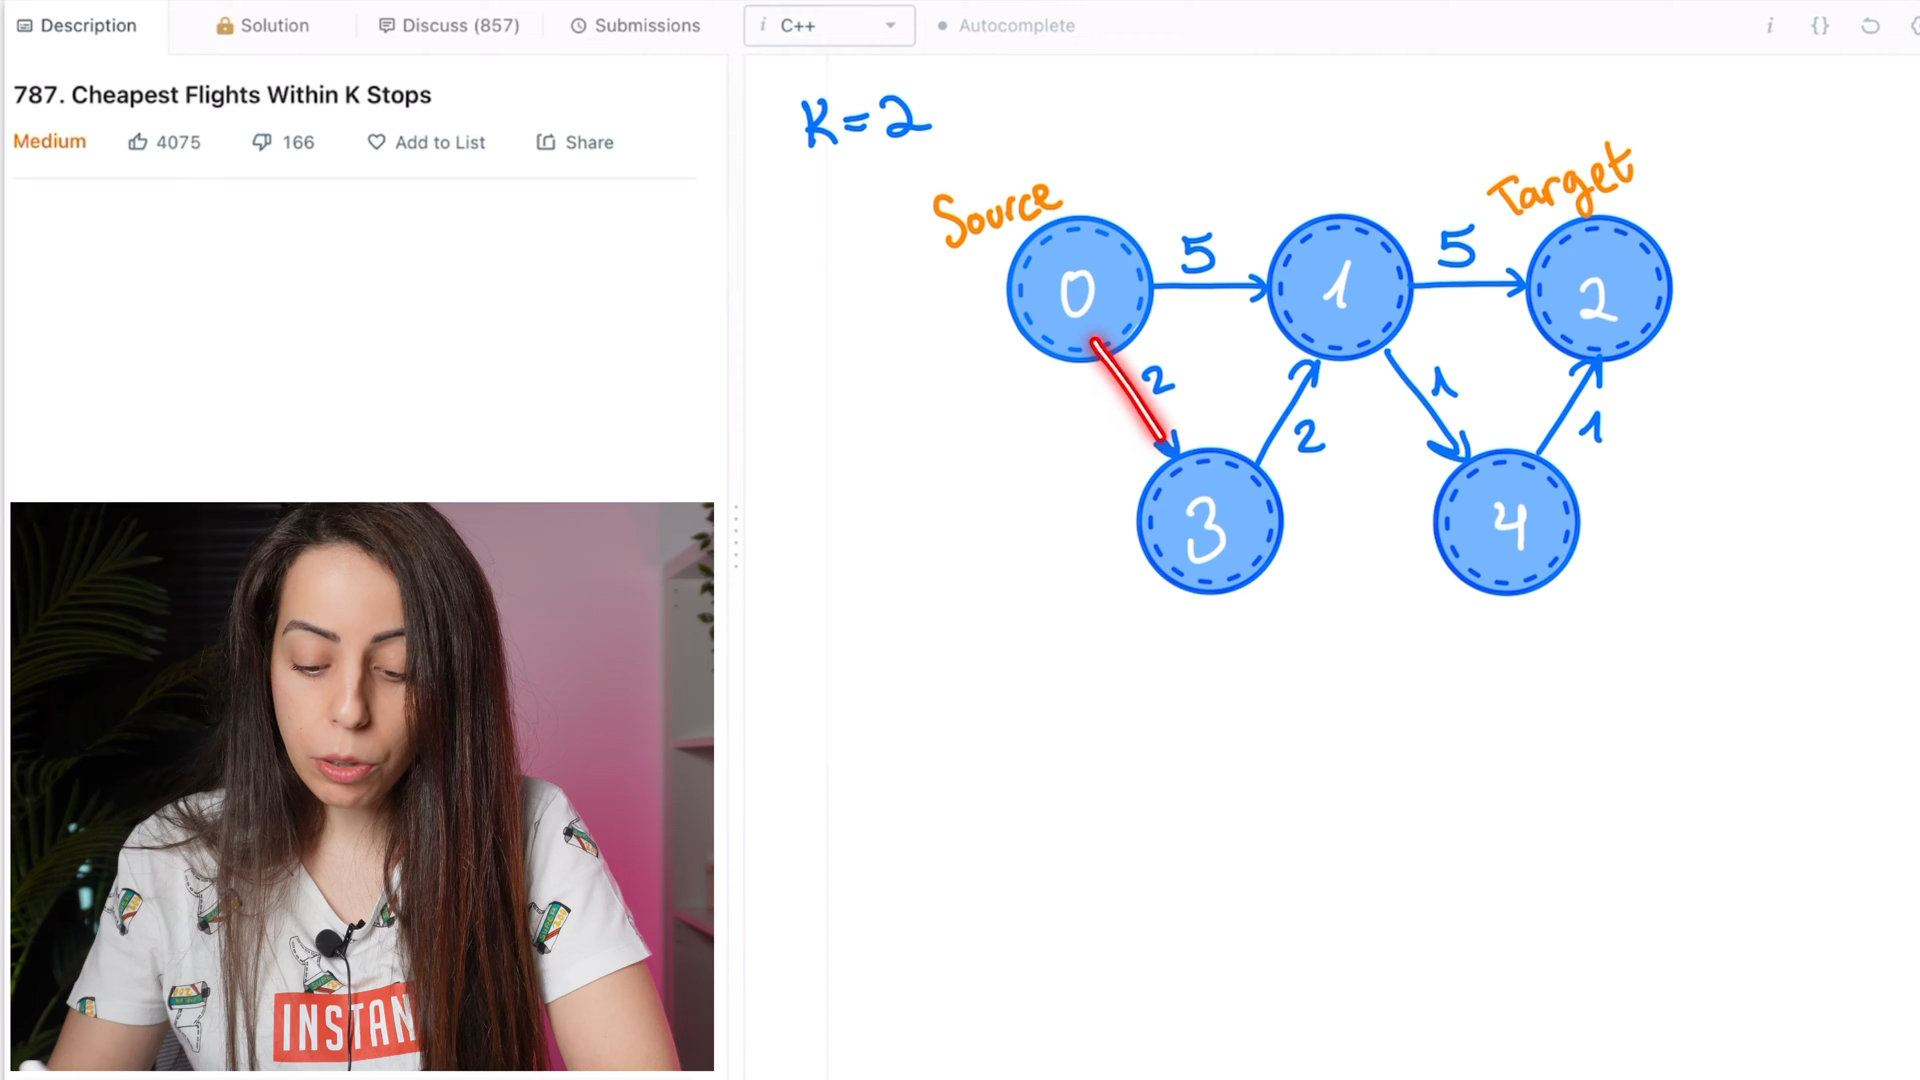 Description
Solution
Discuss (857)
Submissions
i C++
Autocomplete
i {}
787. Cheapest Flights Within K Stops
Medium
4075
166
Add to List
Share
K=2
Source
Target
0
5
1
5
2
2
2
1
1
3
4
INSTAN